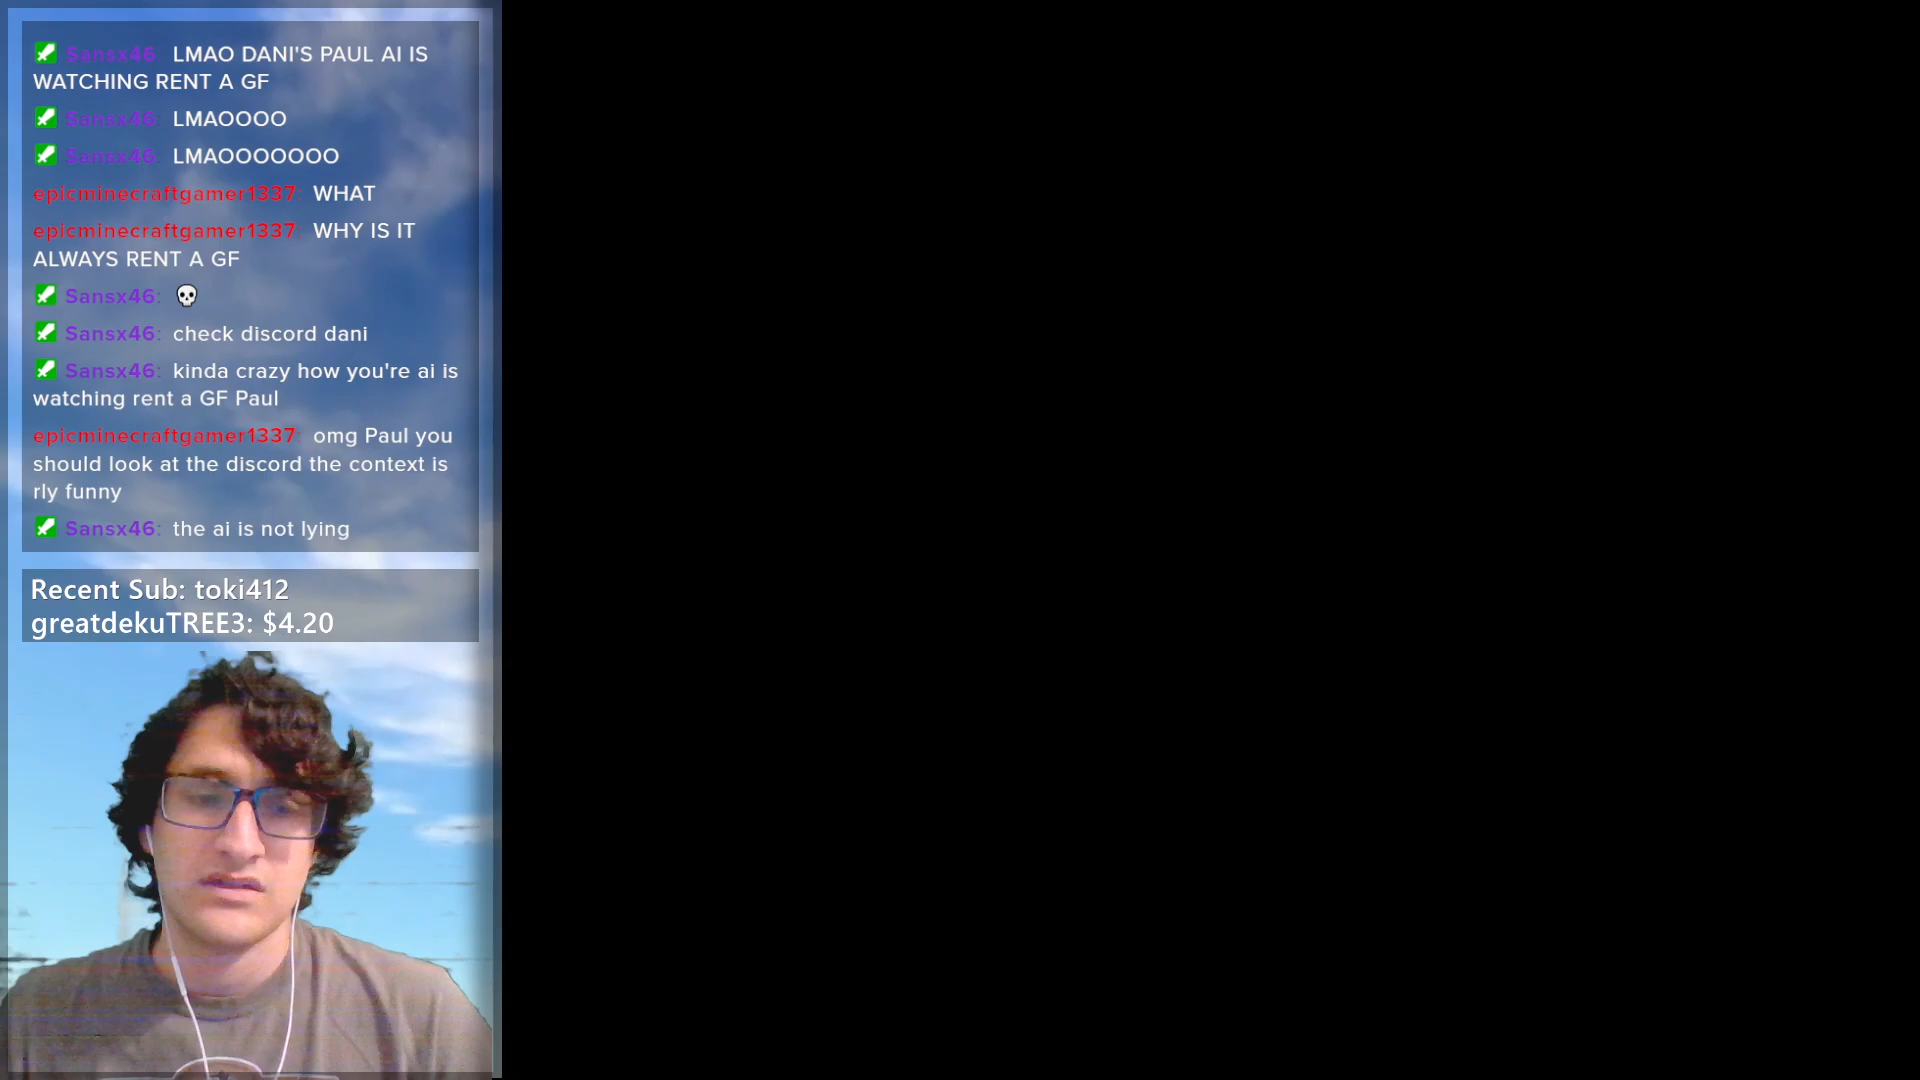 Sansx46: LMAO DANI'S PAUL AI IS
WATCHING RENT A GF
Sansx46: LMAOOOO
Sansx46: LMAOOOOOOO
epicminecraftgamer1337: WHAT
epicminecraftgamer1337: WHY IS IT
ALWAYS RENT A GF
Sansx46: 💀
Sansx46: check discord dani
Sansx46: kinda crazy how you're ai is
watching rent a GF Paul
epicminecraftgamer1337: omg Paul you
should look at the discord the context is
rly funny
Sansx46: the ai is not lying
Recent Sub: toki412
greatdekuTREE3: $4.20